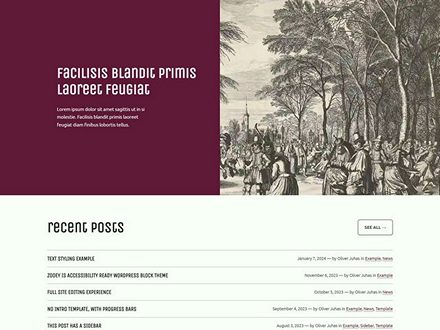 Facilisis blandit primis
laoreet feugiat
Lorem ipsum dolor sit amet sagittis ut in si
molestie. Facilisis blandit primis laoreet
feugiat diam finibus lobortis tellus.
recent posts
SEE ALL →
TEXT STYLING EXAMPLE
January 7, 2024 — by Oliver Juhas in Example, News
ZOOEY IS ACCESSIBILITY READY WORDPRESS BLOCK THEME
November 6, 2023 — by Oliver Juhas in Example
FULL SITE EDITING EXPERIENCE
October 5, 2023 — by Oliver Juhas in News
NO INTRO TEMPLATE, WITH PROGRESS BARS
September 4, 2023 — by Oliver Juhas in Example, News, Template
THIS POST HAS A SIDEBAR
August 3, 2023 — by Oliver Juhas in Example, Sidebar, Template